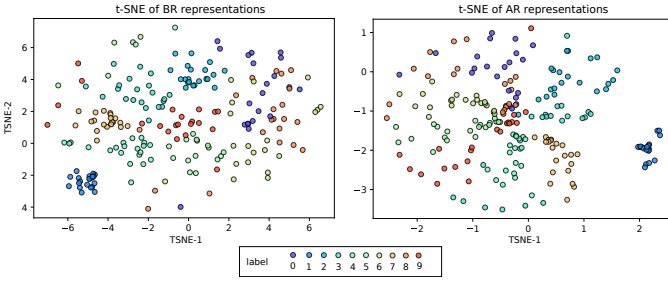 t-SNE of BR representations
t-SNE of AR representations
6
4
2
0
2
4
TSNE-2
−6 −4 −2 0 2 4 6
TSNE-1
1
0
−1
−2
−3
−2 −1 0 1 2
TSNE-1
label
0 1 2 3 4 5 6 7 8 9